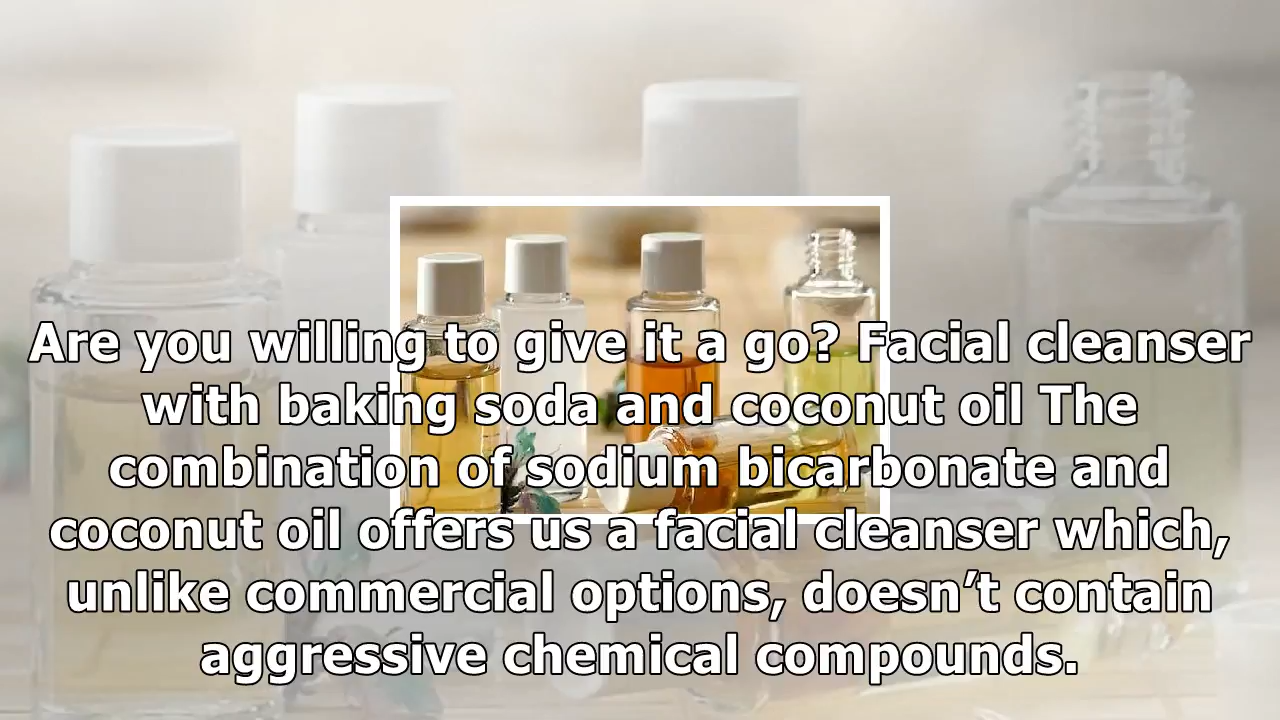 Are you willing to give it a go? Facial cleanser
with baking soda and coconut oil The
combination of sodium bicarbonate and
coconut oil offers us a facial cleanser which,
unlike commercial options, doesn’t contain
aggressive chemical compounds.